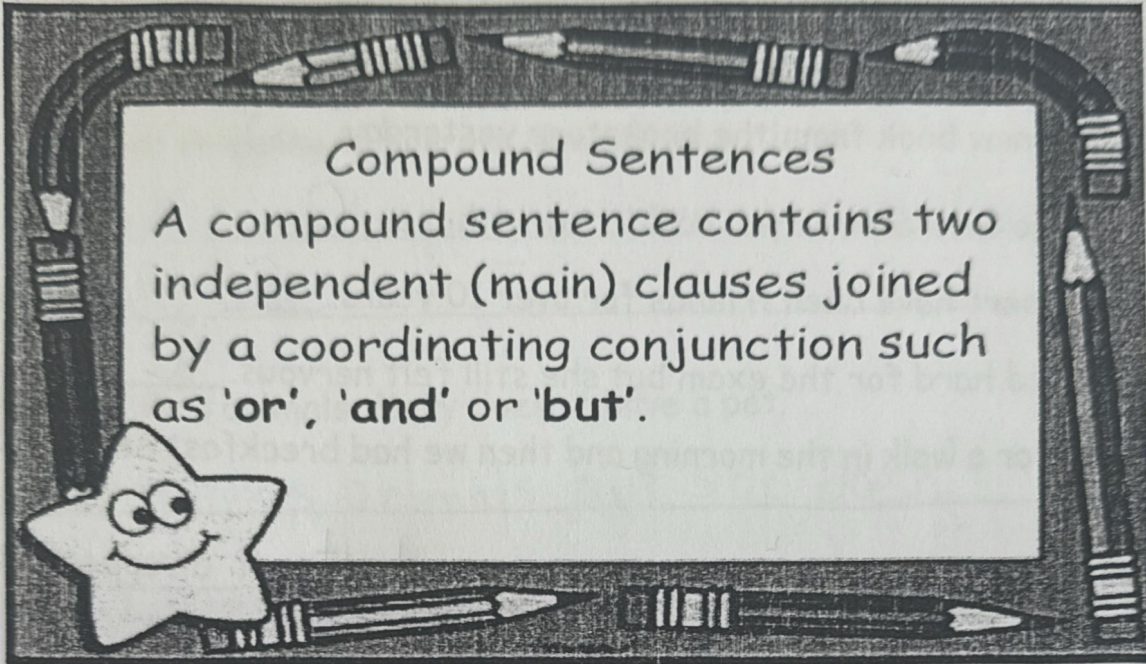 Compound Sentences
A compound sentence contains two
independent (main) clauses joined
by a coordinating conjunction such
as 'or', 'and' or 'but'.